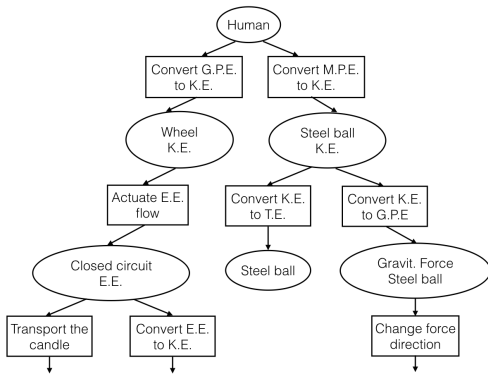 Human
Convert G.P.E.
to K.E.
Convert M.P.E.
to K.E.
Wheel
K.E.
Steel ball
K.E.
Actuate E.E.
flow
Convert K.E.
to T.E.
Convert K.E.
to G.P.E
Closed circuit
E.E.
Steel ball
Gravit. Force
Steel ball
Transport the
candle
Convert E.E.
to K.E.
Change force
direction